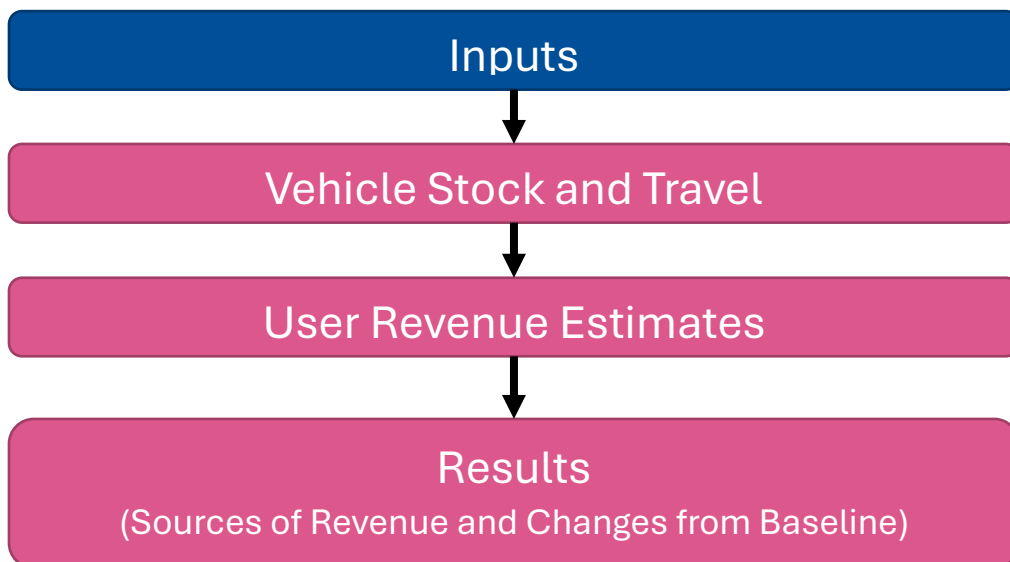 Inputs
Vehicle Stock and Travel
User Revenue Estimates
Results
(Sources of Revenue and Changes from Baseline)